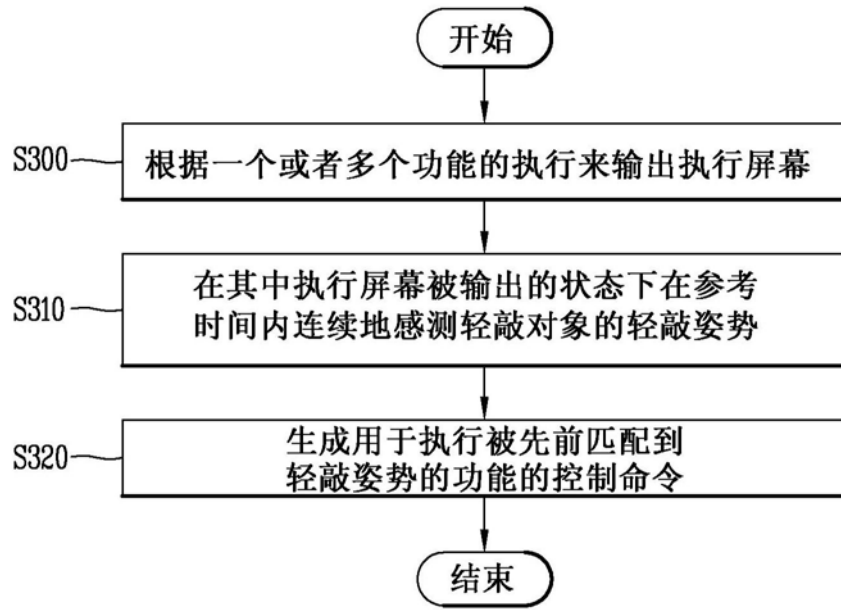 开始
S300
根据一个或者多个功能的执行来输出执行屏幕
S310
在其中执行屏幕被输出的状态下在参考
时间内连续地感测轻敲对象的轻敲姿势
S320
生成用于执行被先前匹配到
轻敲姿势的功能的控制命令
结束